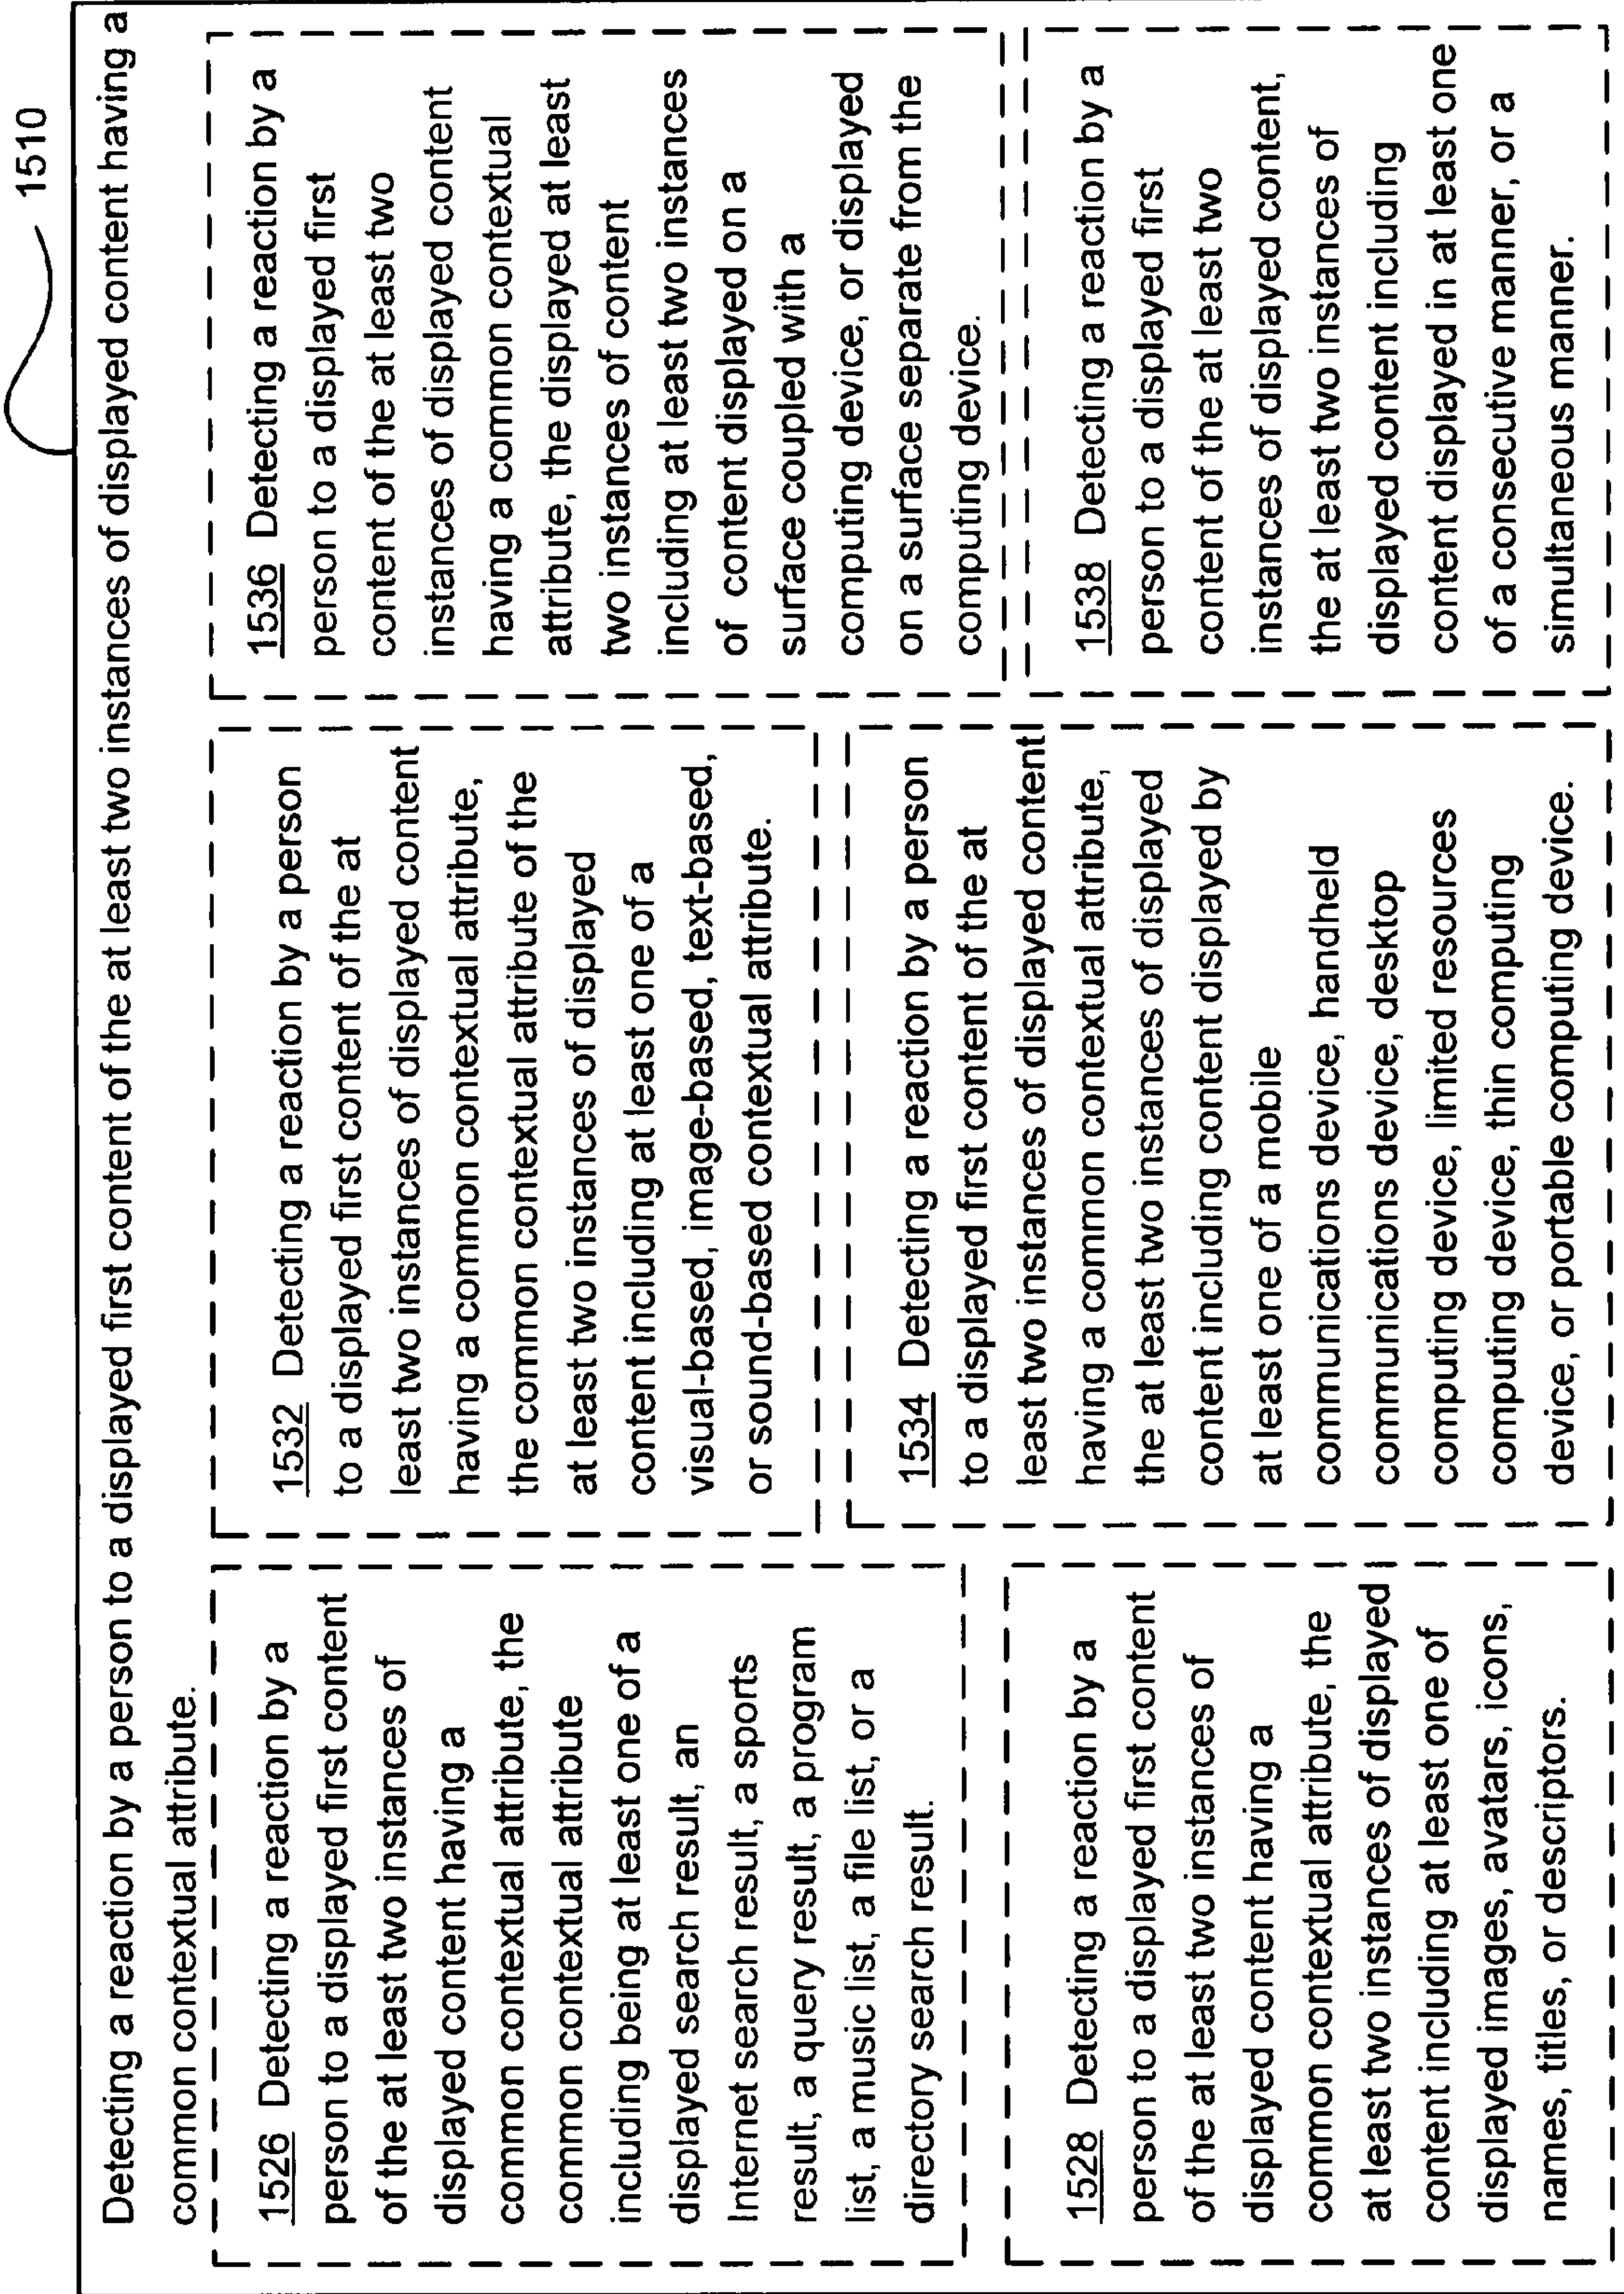 1510
Detecting a reaction by a person to a displayed first content of the at least two instances of displayed content having a
common contextual attribute.
1526 Detecting a reaction by a
person to a displayed first content
of the at least two instances of
displayed content having a
common contextual attribute, the
common contextual attribute
including being at least one of a
displayed search result, an
Internet search result, a sports
result, a query result, a program
list, a music list, a file list, or a
directory search result.
1528 Detecting a reaction by a
person to a displayed first content
of the at least two instances of
displayed content having a
common contextual attribute, the
at least two instances of displayed
content including at least one of
displayed images, avatars, icons,
names, titles, or descriptors.
1532 Detecting a reaction by a person
to a displayed first content of the at
least two instances of displayed content
having a common contextual attribute,
the common contextual attribute of the
at least two instances of displayed
content including at least one of a
visual-based, image-based, text-based,
or sound-based contextual attribute.
1534 Detecting a reaction by a person
to a displayed first content of the at
least two instances of displayed content
having a common contextual attribute,
the at least two instances of displayed
content including content displayed by
at least one of a mobile
communications device, handheld
communications device, desktop
computing device, limited resources
computing device, thin computing
device, or portable computing device.
1536 Detecting a reaction by a
person to a displayed first
content of the at least two
instances of displayed content
having a common contextual
attribute, the displayed at least
two instances of content
including at least two instances
of content displayed on a
surface coupled with a
computing device, or displayed
on a surface separate from the
computing device.
1538 Detecting a reaction by a
person to a displayed first
content of the at least two
instances of displayed content,
the at least two instances of
displayed content including
content displayed in at least one
of a consecutive manner, or a
simultaneous manner.